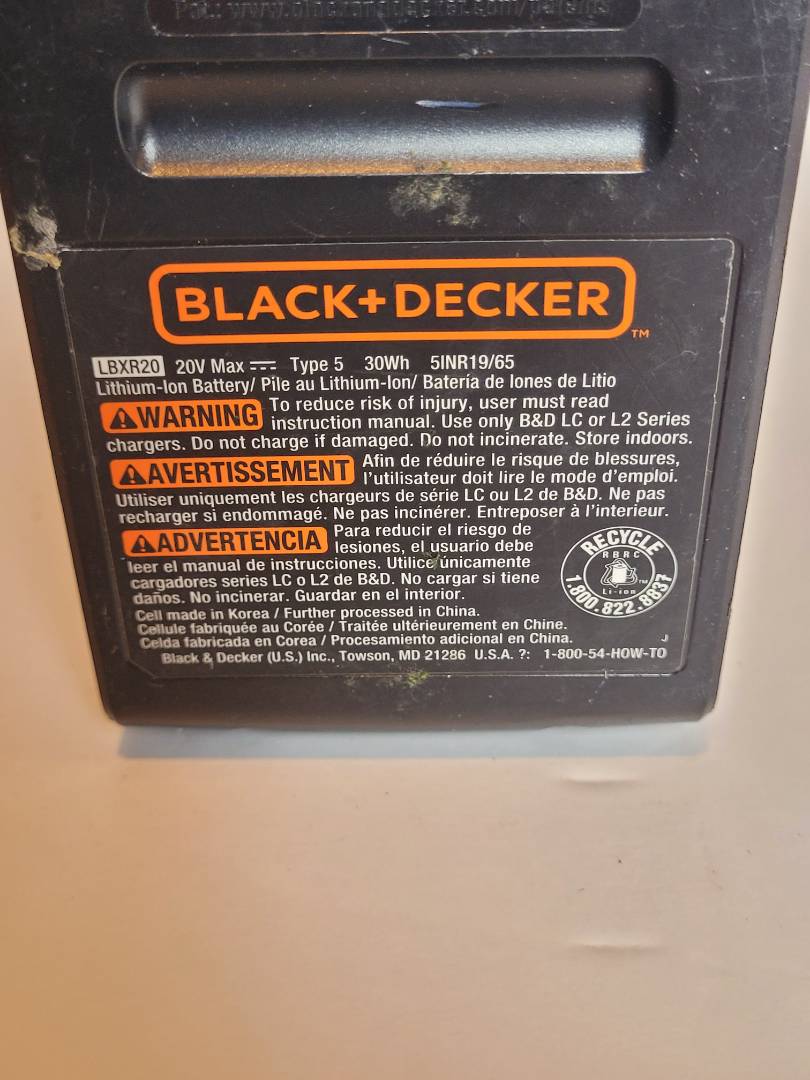 Pat.: www.blackanddecker.com/patents
BLACK+DECKER™
LBXR20 20V Max ⎓ Type 5 30Wh 5INR19/65
Lithium-Ion Battery/ Pile au Lithium-Ion/ Batería de Iones de Litio
⚠WARNING To reduce risk of injury, user must read
instruction manual. Use only B&D LC or L2 Series
chargers. Do not charge if damaged. Do not incinerate. Store indoors.
⚠AVERTISSEMENT Afin de réduire le risque de blessures,
l'utilisateur doit lire le mode d'emploi.
Utiliser uniquement les chargeurs de série LC ou L2 de B&D. Ne pas
recharger si endommagé. Ne pas incinérer. Entreposer à l'interieur.
⚠ADVERTENCIA Para reducir el riesgo de
lesiones, el usuario debe
leer el manual de instrucciones. Utilice únicamente
cargadores series LC o L2 de B&D. No cargar si tiene
daños. No incinerar. Guardar en el interior.
RECYCLE
RBRC
™
Li-ion
1.800.822.8837
Cell made in Korea / Further processed in China.
Cellule fabriquée au Corée / Traitée ultérieurement en Chine.
Celda fabricada en Corea / Procesamiento adicional en China. J
Black & Decker (U.S.) Inc., Towson, MD 21286 U.S.A. ?: 1-800-54-HOW-TO